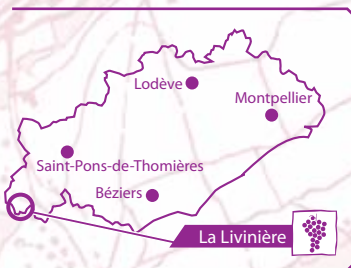 Lodève
Montpellier
Saint-Pons-de-Thomières
Béziers
La Livinière